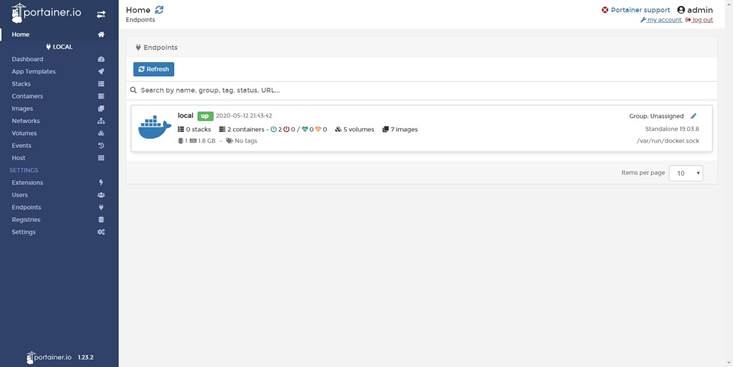 portainer.io
Home
LOCAL
Dashboard
App Templates
Stacks
Containers
Images
Networks
Volumes
Events
Host
SETTINGS
Extensions
Users
Endpoints
Registries
Settings
portainer.io 1.23.2
Home
Endpoints
Portainer support admin
my account log out
Endpoints
Refresh
Search by name, group, tag, status, URL...
local up 2020-05-12 21:43:42 Group: Unassigned
0 stacks 2 containers - 2 0 / 0 0 5 volumes 7 images Standalone 19.03.8
1 1.8 GB - No tags /var/run/docker.sock
Items per page 10